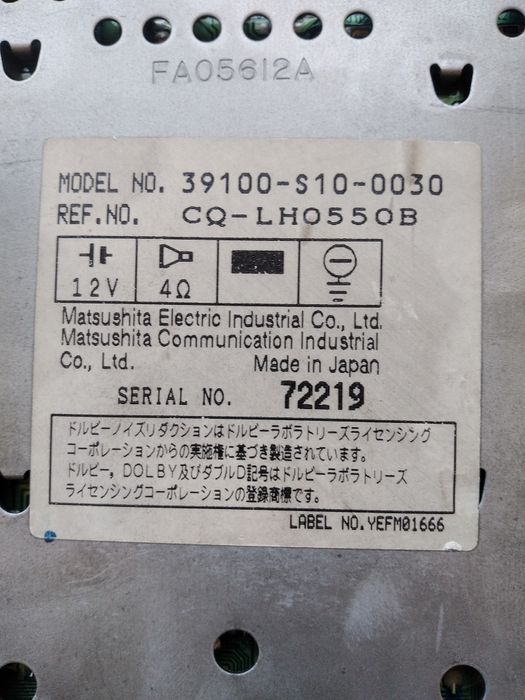 FA05612A
MODEL NO. 39100-S10-0030
REF.NO. CQ-LH0550B
12V 4Ω
Matsushita Electric Industrial Co., Ltd.
Matsushita Communication Industrial
Co., Ltd. Made in Japan
SERIAL NO. 72219
ドルビーノイズリダクションはドルビーラボラトリーズライセンシング
コーポレーションからの実施権に基づき製造されています。
ドルビー, DOLBY及びダブルD記号はドルビーラボラトリーズ
ライセンシングコーポレーションの登録商標です。
LABEL NO.YEFM01666